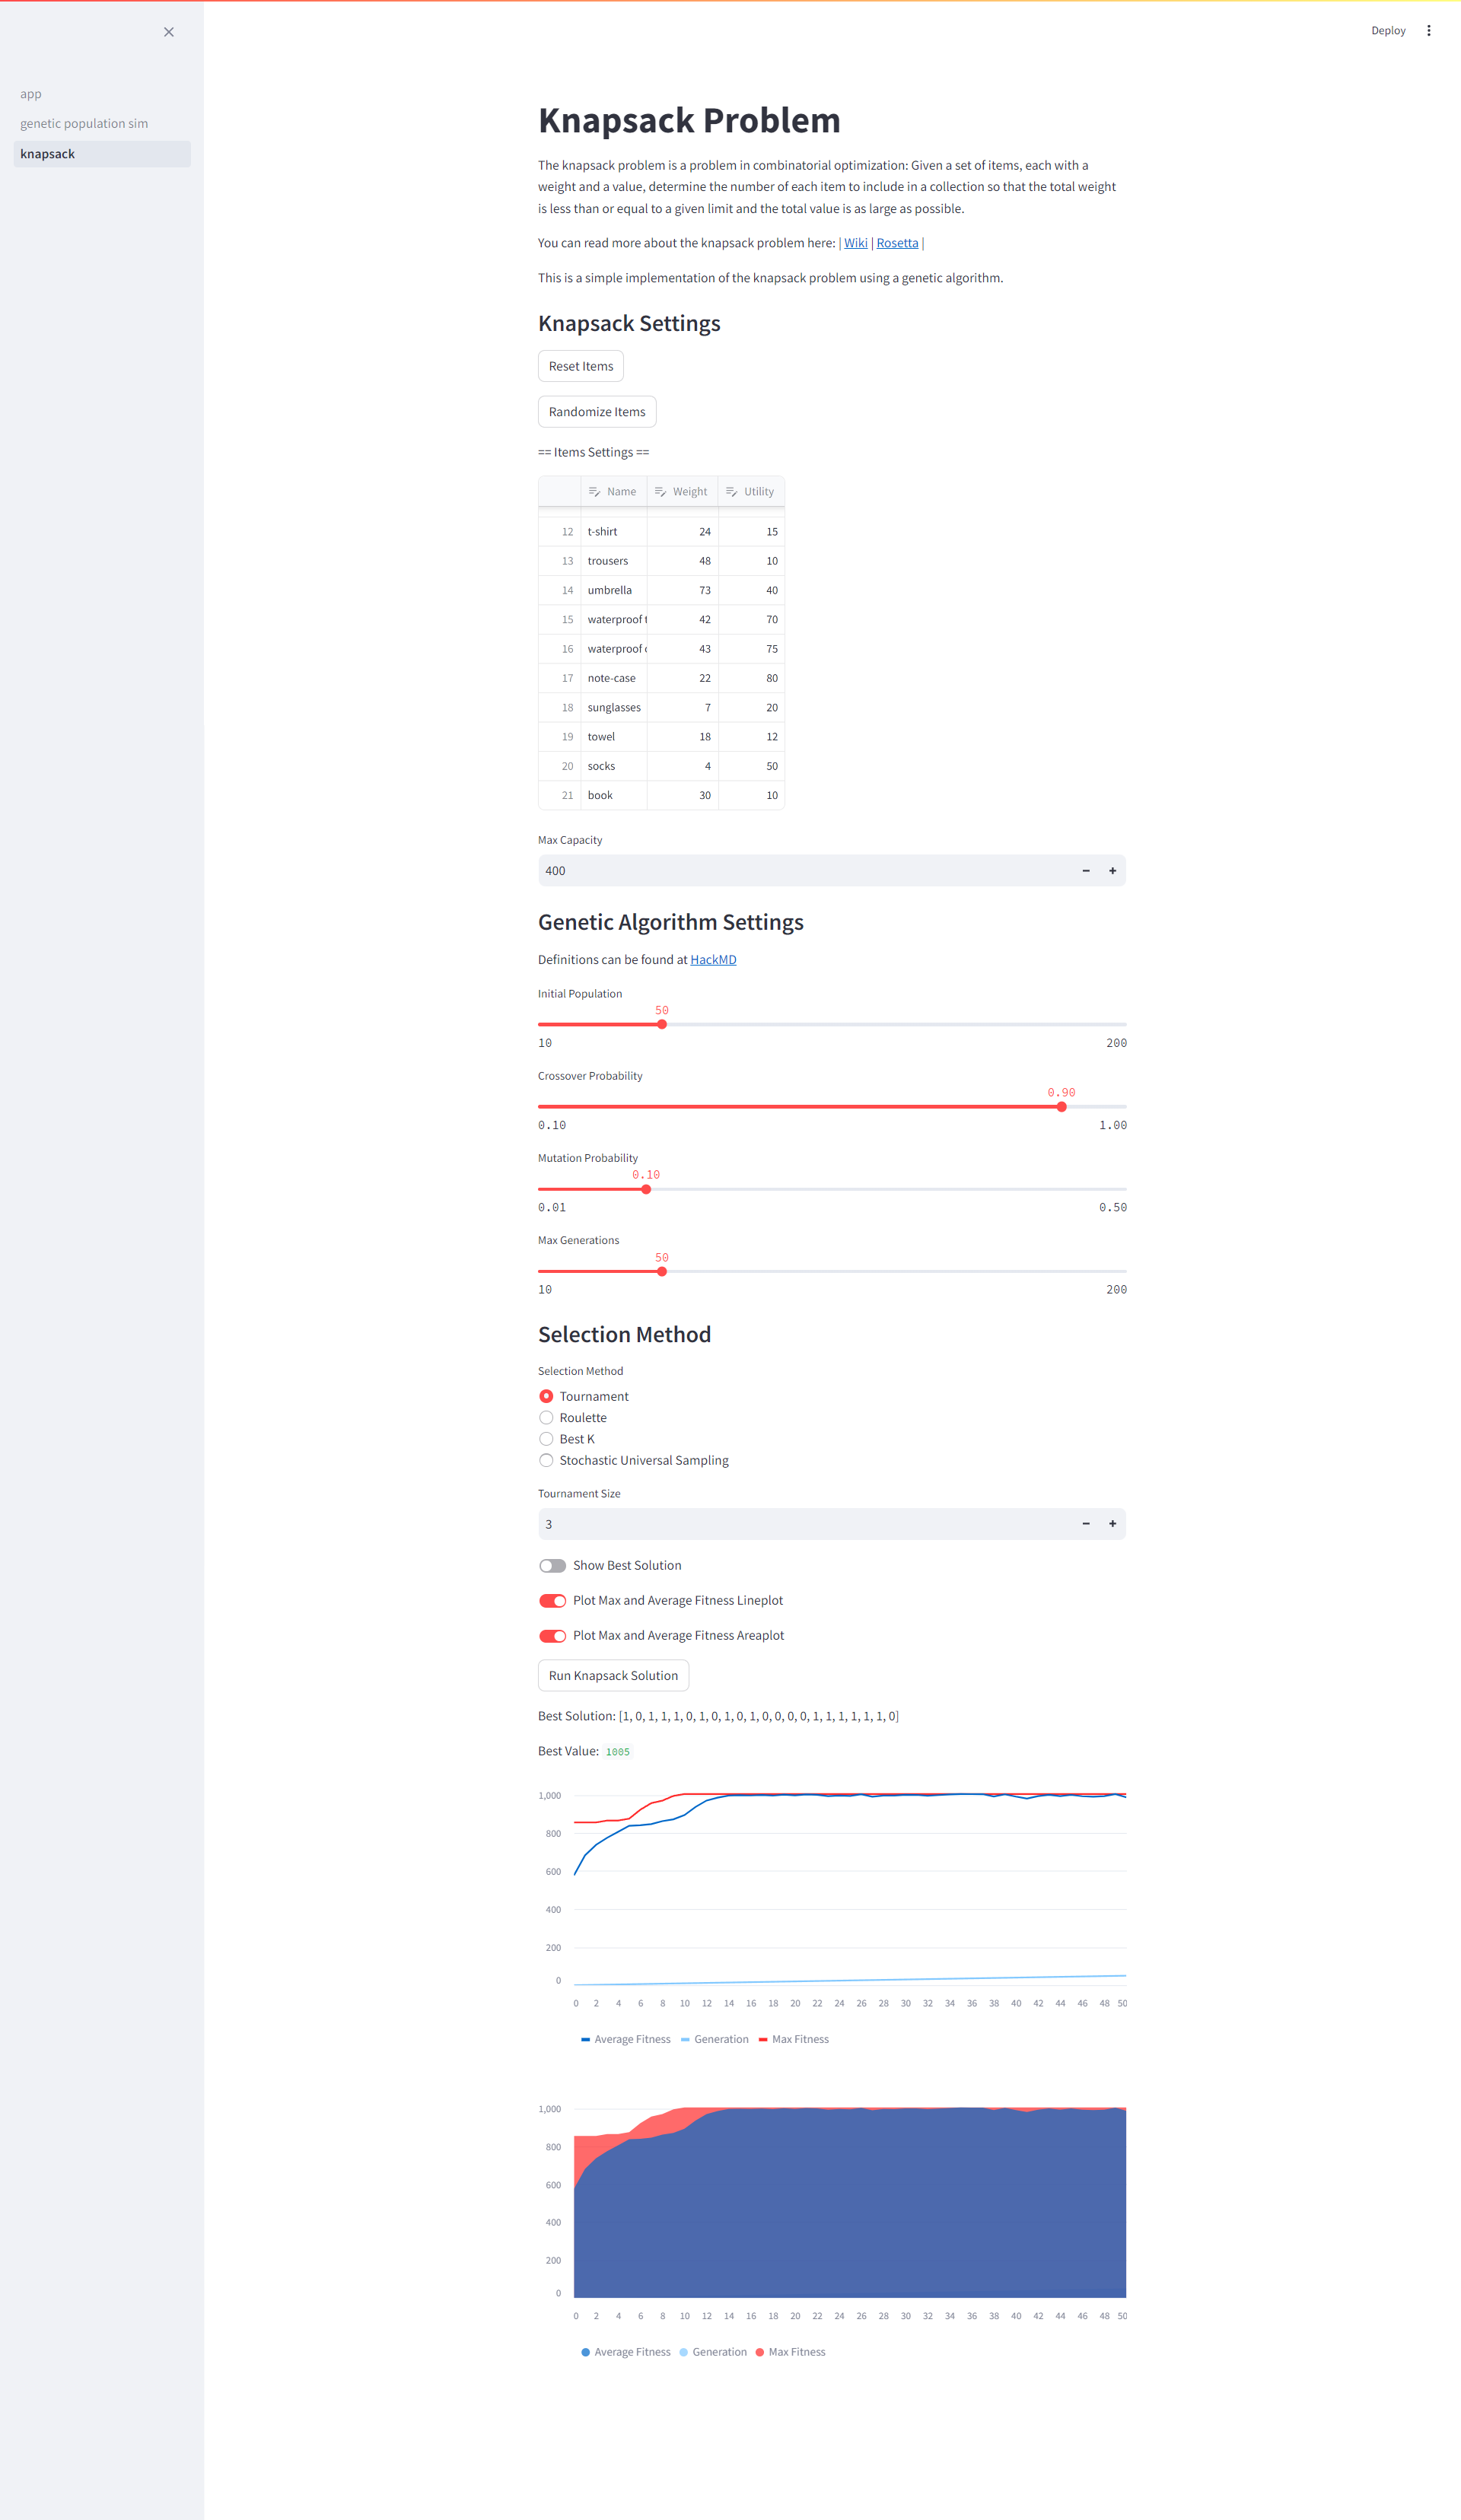 Deploy
app
genetic population sim
knapsack
Knapsack Problem
The knapsack problem is a problem in combinatorial optimization: Given a set of items, each with a
weight and a value, determine the number of each item to include in a collection so that the total weight
is less than or equal to a given limit and the total value is as large as possible.
You can read more about the knapsack problem here: | Wiki | Rosetta |
This is a simple implementation of the knapsack problem using a genetic algorithm.
Knapsack Settings
Reset Items
Randomize Items
== Items Settings ==
Name Weight Utility
12 t-shirt 24 15
13 trousers 48 10
14 umbrella 73 40
15 waterproof 42 70
16 waterproof 43 75
17 note-case 22 80
18 sunglasses 7 20
19 towel 18 12
20 socks 4 50
21 book 30 10
Max Capacity
400
Genetic Algorithm Settings
Definitions can be found at HackMD
Initial Population
50
10 200
Crossover Probability
0.90
0.10 1.00
Mutation Probability
0.10
0.01 0.50
Max Generations
50
10 200
Selection Method
Selection Method
Tournament
Roulette
Best K
Stochastic Universal Sampling
Tournament Size
3
Show Best Solution
Plot Max and Average Fitness Lineplot
Plot Max and Average Fitness Areaplot
Run Knapsack Solution
Best Solution: [1, 0, 1, 1, 1, 0, 1, 0, 1, 0, 1, 0, 0, 0, 0, 1, 1, 1, 1, 1, 1, 0]
Best Value: 1005
1,000
800
600
400
200
0
0 2 4 6 8 10 12 14 16 18 20 22 24 26 28 30 32 34 36 38 40 42 44 46 48 50
Average Fitness Generation Max Fitness
1,000
800
600
400
200
0
0 2 4 6 8 10 12 14 16 18 20 22 24 26 28 30 32 34 36 38 40 42 44 46 48 50
Average Fitness Generation Max Fitness